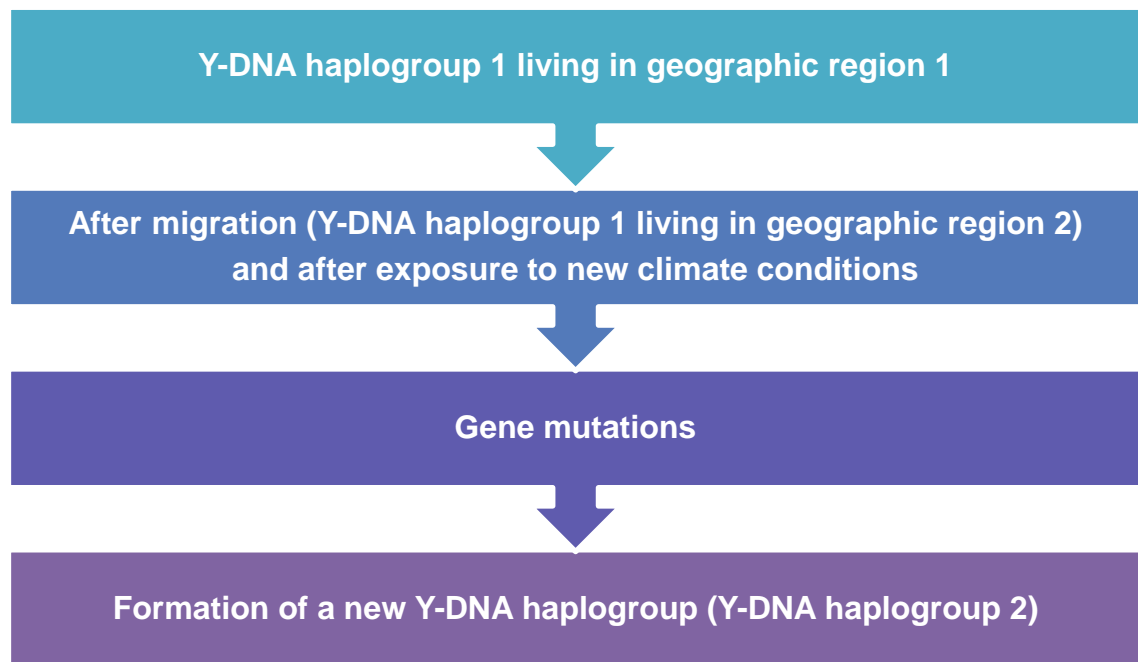 Y-DNA haplogroup 1 living in geographic region 1
After migration (Y-DNA haplogroup 1 living in geographic region 2)
and after exposure to new climate conditions
Gene mutations
Formation of a new Y-DNA haplogroup (Y-DNA haplogroup 2)